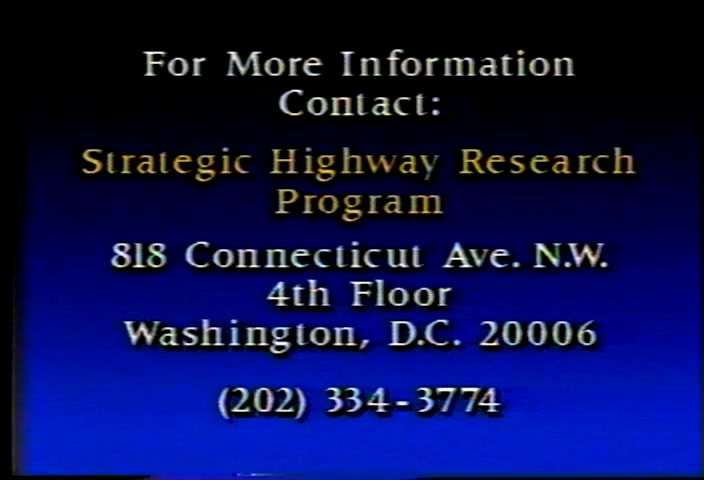 For More Information
Contact:
Strategic Highway Research
Program
818 Connecticut Ave. N.W.
4th Floor
Washington, D.C. 20006
(202) 334-3774